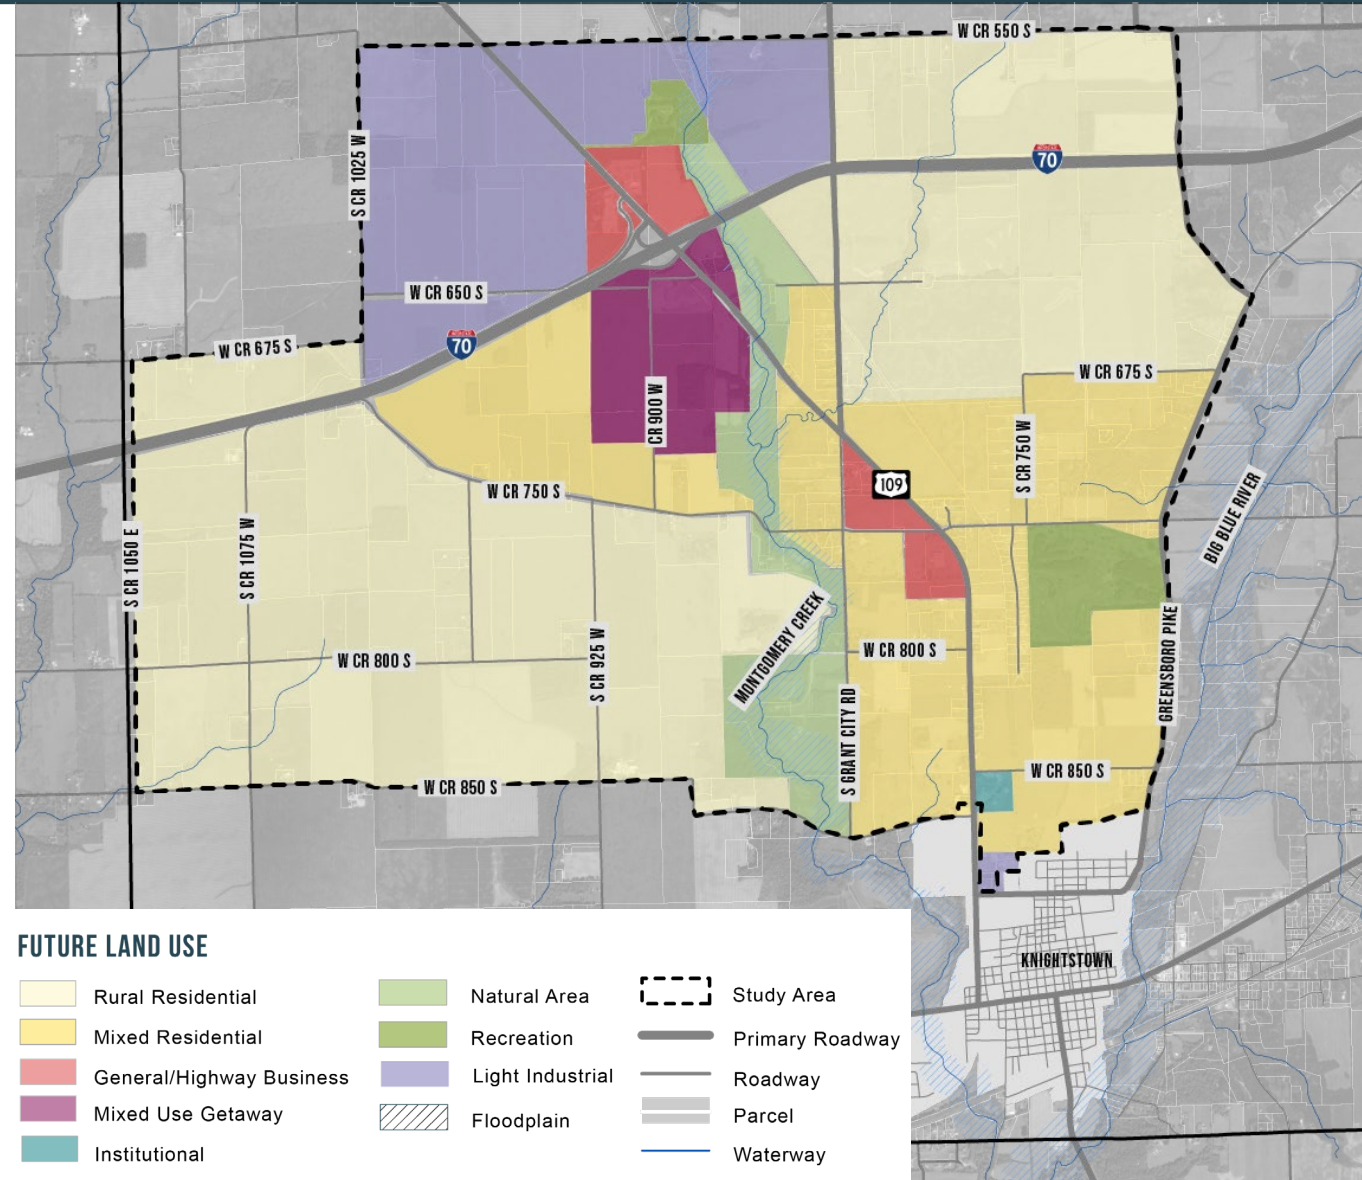 W CR 550 S
S CR 1025 W
70
W CR 650 S
70
W CR 675 S
W CR 675 S
CR 900 W
S CR 750 W
109
W CR 750 S
BIG BLUE RIVER
S CR 1050 E
S CR 1075 W
MONTGOMERY CREEK
W CR 800 S
W CR 800 S
S CR 925 W
GREENSBORO PIKE
S GRANT CITY RD
W CR 850 S
W CR 850 S
KNIGHTSTOWN
FUTURE LAND USE
Rural Residential
Mixed Residential
General/Highway Business
Mixed Use Getaway
Institutional
Natural Area
Recreation
Light Industrial
Floodplain
Study Area
Primary Roadway
Roadway
Parcel
Waterway